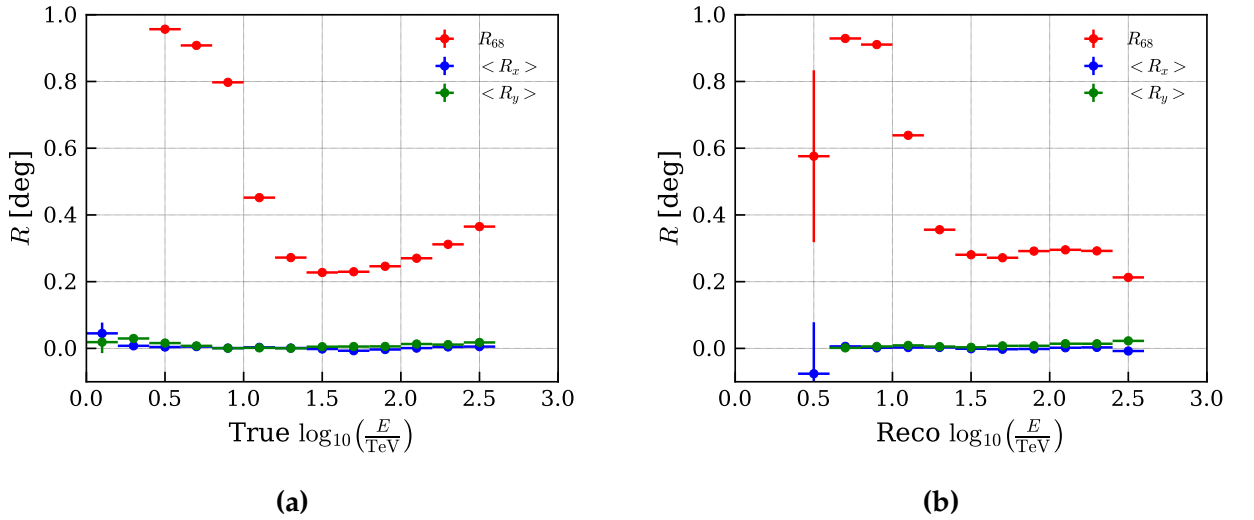 1.0
0.8
0.6
0.4
0.2
0.0
R [deg]
R₆₈
<Rₓ>
<R_y>
0.0 0.5 1.0 1.5 2.0 2.5 3.0
True log₁₀(E/TeV)
(a)
1.0
0.8
0.6
0.4
0.2
0.0
R [deg]
R₆₈
<Rₓ>
<R_y>
0.0 0.5 1.0 1.5 2.0 2.5 3.0
Reco log₁₀(E/TeV)
(b)